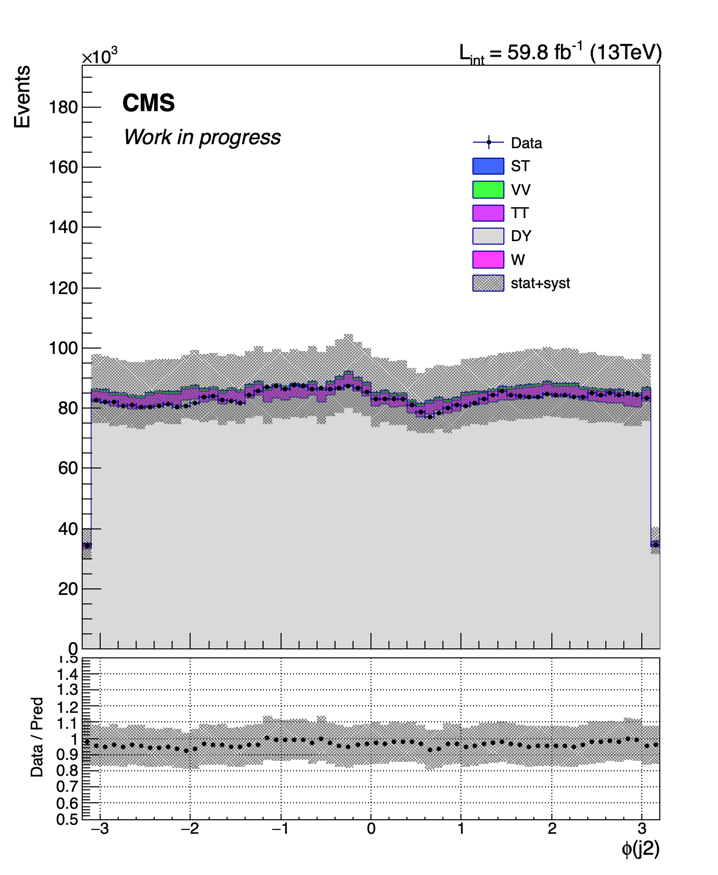 ×10³
L_int = 59.8 fb⁻¹ (13TeV)
Events
CMS
Work in progress
180
160
140
120
100
80
60
40
20
0
Data
ST
VV
TT
DY
W
stat+syst
Data / Pred
1.5
1.4
1.3
1.2
1.1
1
0.9
0.8
0.7
0.6
0.5
−3 −2 −1 0 1 2 3
ϕ(j2)